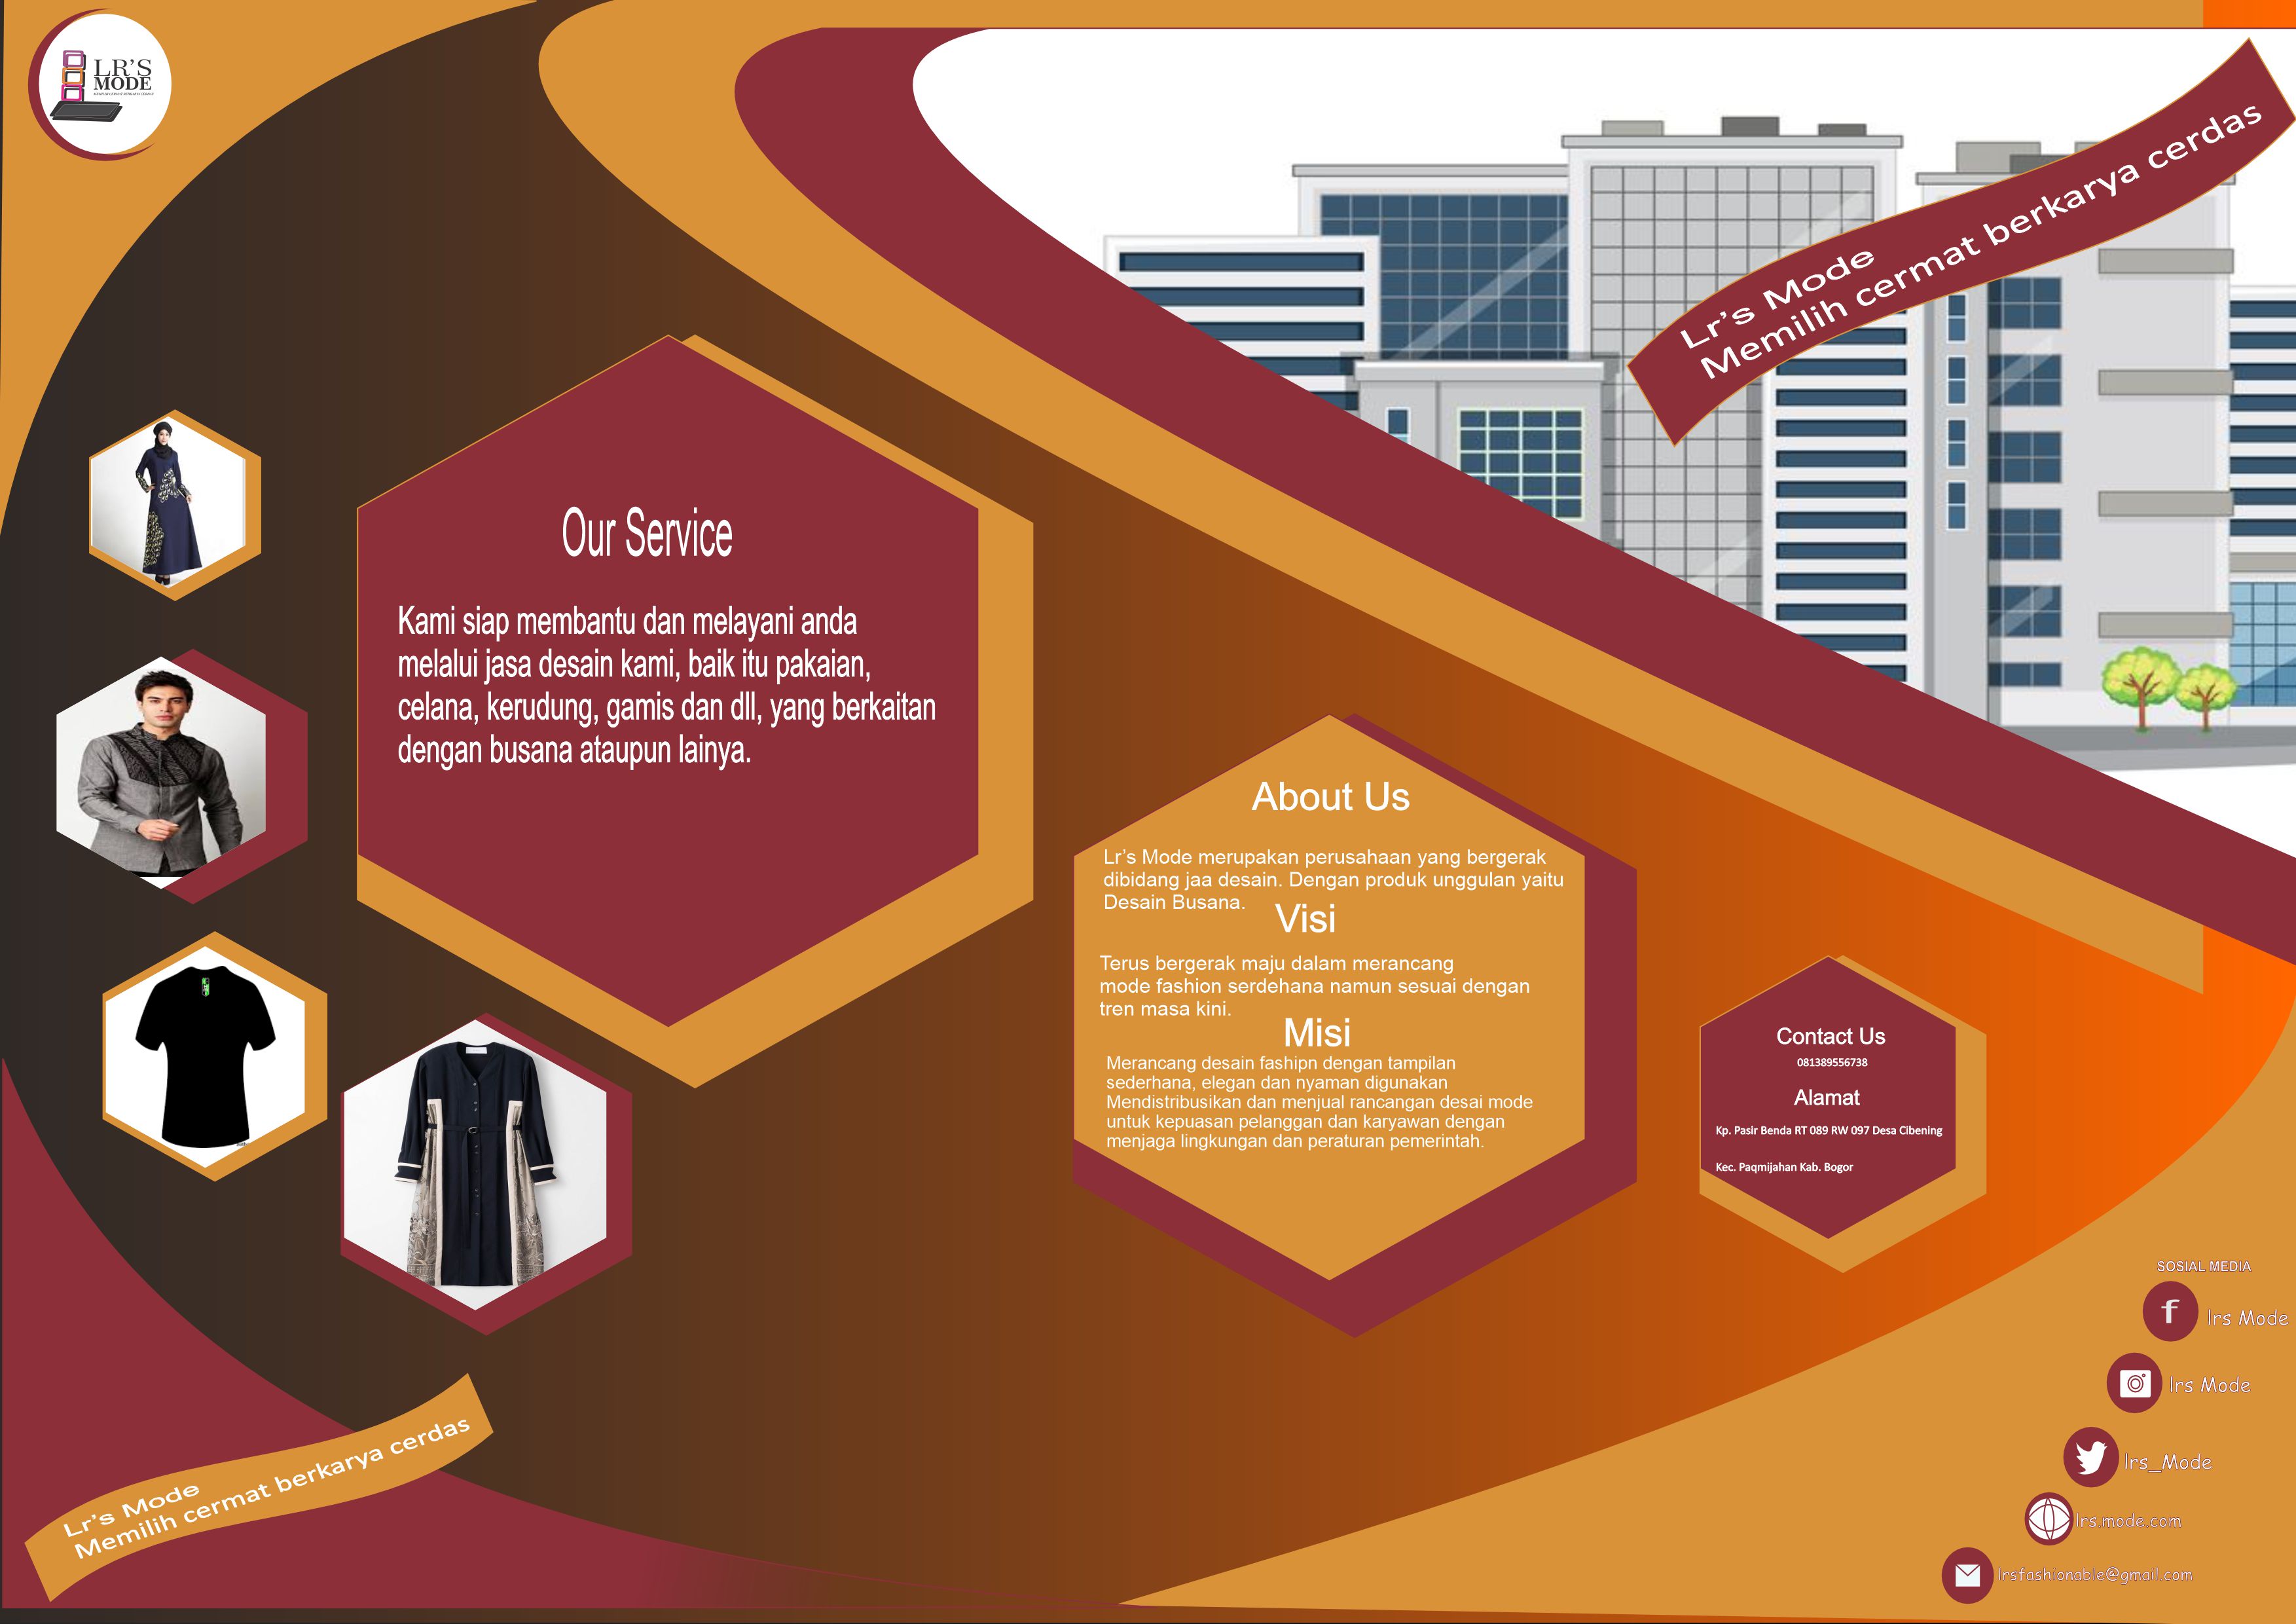 LR'S
MODE
Lr's Mode
Memilih cermat berkarya cerdas
Our Service
Kami siap membantu dan melayani anda
melalui jasa desain kami, baik itu pakaian,
celana, kerudung, gamis dan dll, yang berkaitan
dengan busana ataupun lainya.
About Us
Lr's Mode merupakan perusahaan yang bergerak
dibidang jaa desain. Dengan produk unggulan yaitu
Desain Busana.
Visi
Terus bergerak maju dalam merancang
mode fashion serdehana namun sesuai dengan
tren masa kini.
Misi
Merancang desain fashipn dengan tampilan
sederhana, elegan dan nyaman digunakan
Mendistribusikan dan menjual rancangan desai mode
untuk kepuasan pelanggan dan karyawan dengan
menjaga lingkungan dan peraturan pemerintah.
Contact Us
081389556738
Alamat
Kp. Pasir Benda RT 089 RW 097 Desa Cibening
Kec. Paqmijahan Kab. Bogor
SOSIAL MEDIA
f
lrs Mode
lrs Mode
lrs_Mode
lrs.mode.com
lrsfashionable@gmail.com
Lr's Mode
Memilih cermat berkarya cerdas